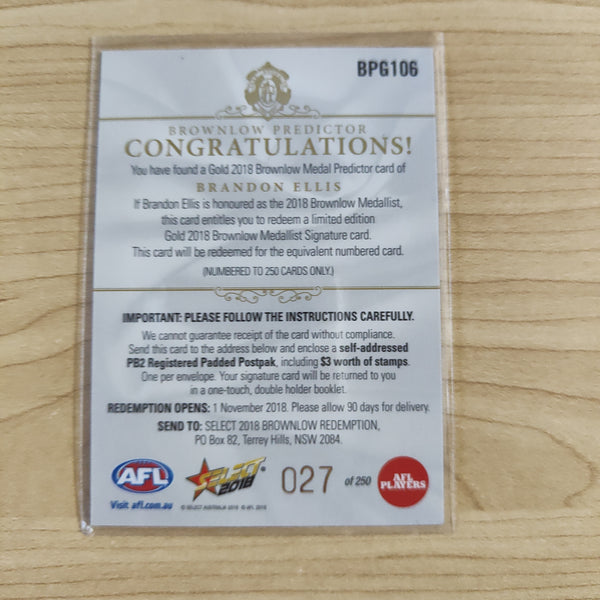 BPG106
BROWNLOW PREDICTOR
CONGRATULATIONS!
You have found a Gold 2018 Brownlow Medal Predictor card of
BRANDON ELLIS
If Brandon Ellis is honoured as the 2018 Brownlow Medallist,
this card entitles you to redeem a limited edition
Gold 2018 Brownlow Medallist Signature card.
This card will be redeemed for the equivalent numbered card.
(NUMBERED TO 250 CARDS ONLY.)
IMPORTANT: PLEASE FOLLOW THE INSTRUCTIONS CAREFULLY.
We cannot guarantee receipt of the card without compliance.
Send this card to the address below and enclose a self-addressed
PB2 Registered Padded Postpak, including $3 worth of stamps.
One per envelope. Your signature card will be returned to you
in a one-touch, double holder booklet.
REDEMPTION OPENS: 1 November 2018. Please allow 90 days for delivery.
SEND TO: SELECT 2018 BROWNLOW REDEMPTION,
PO Box 82, Terrey Hills, NSW 2084.
AFL
Visit afl.com.au
SELECT
2018
© SELECT AUSTRALIA 2018 © AFL 2018
027 of 250
AFL
PLAYERS